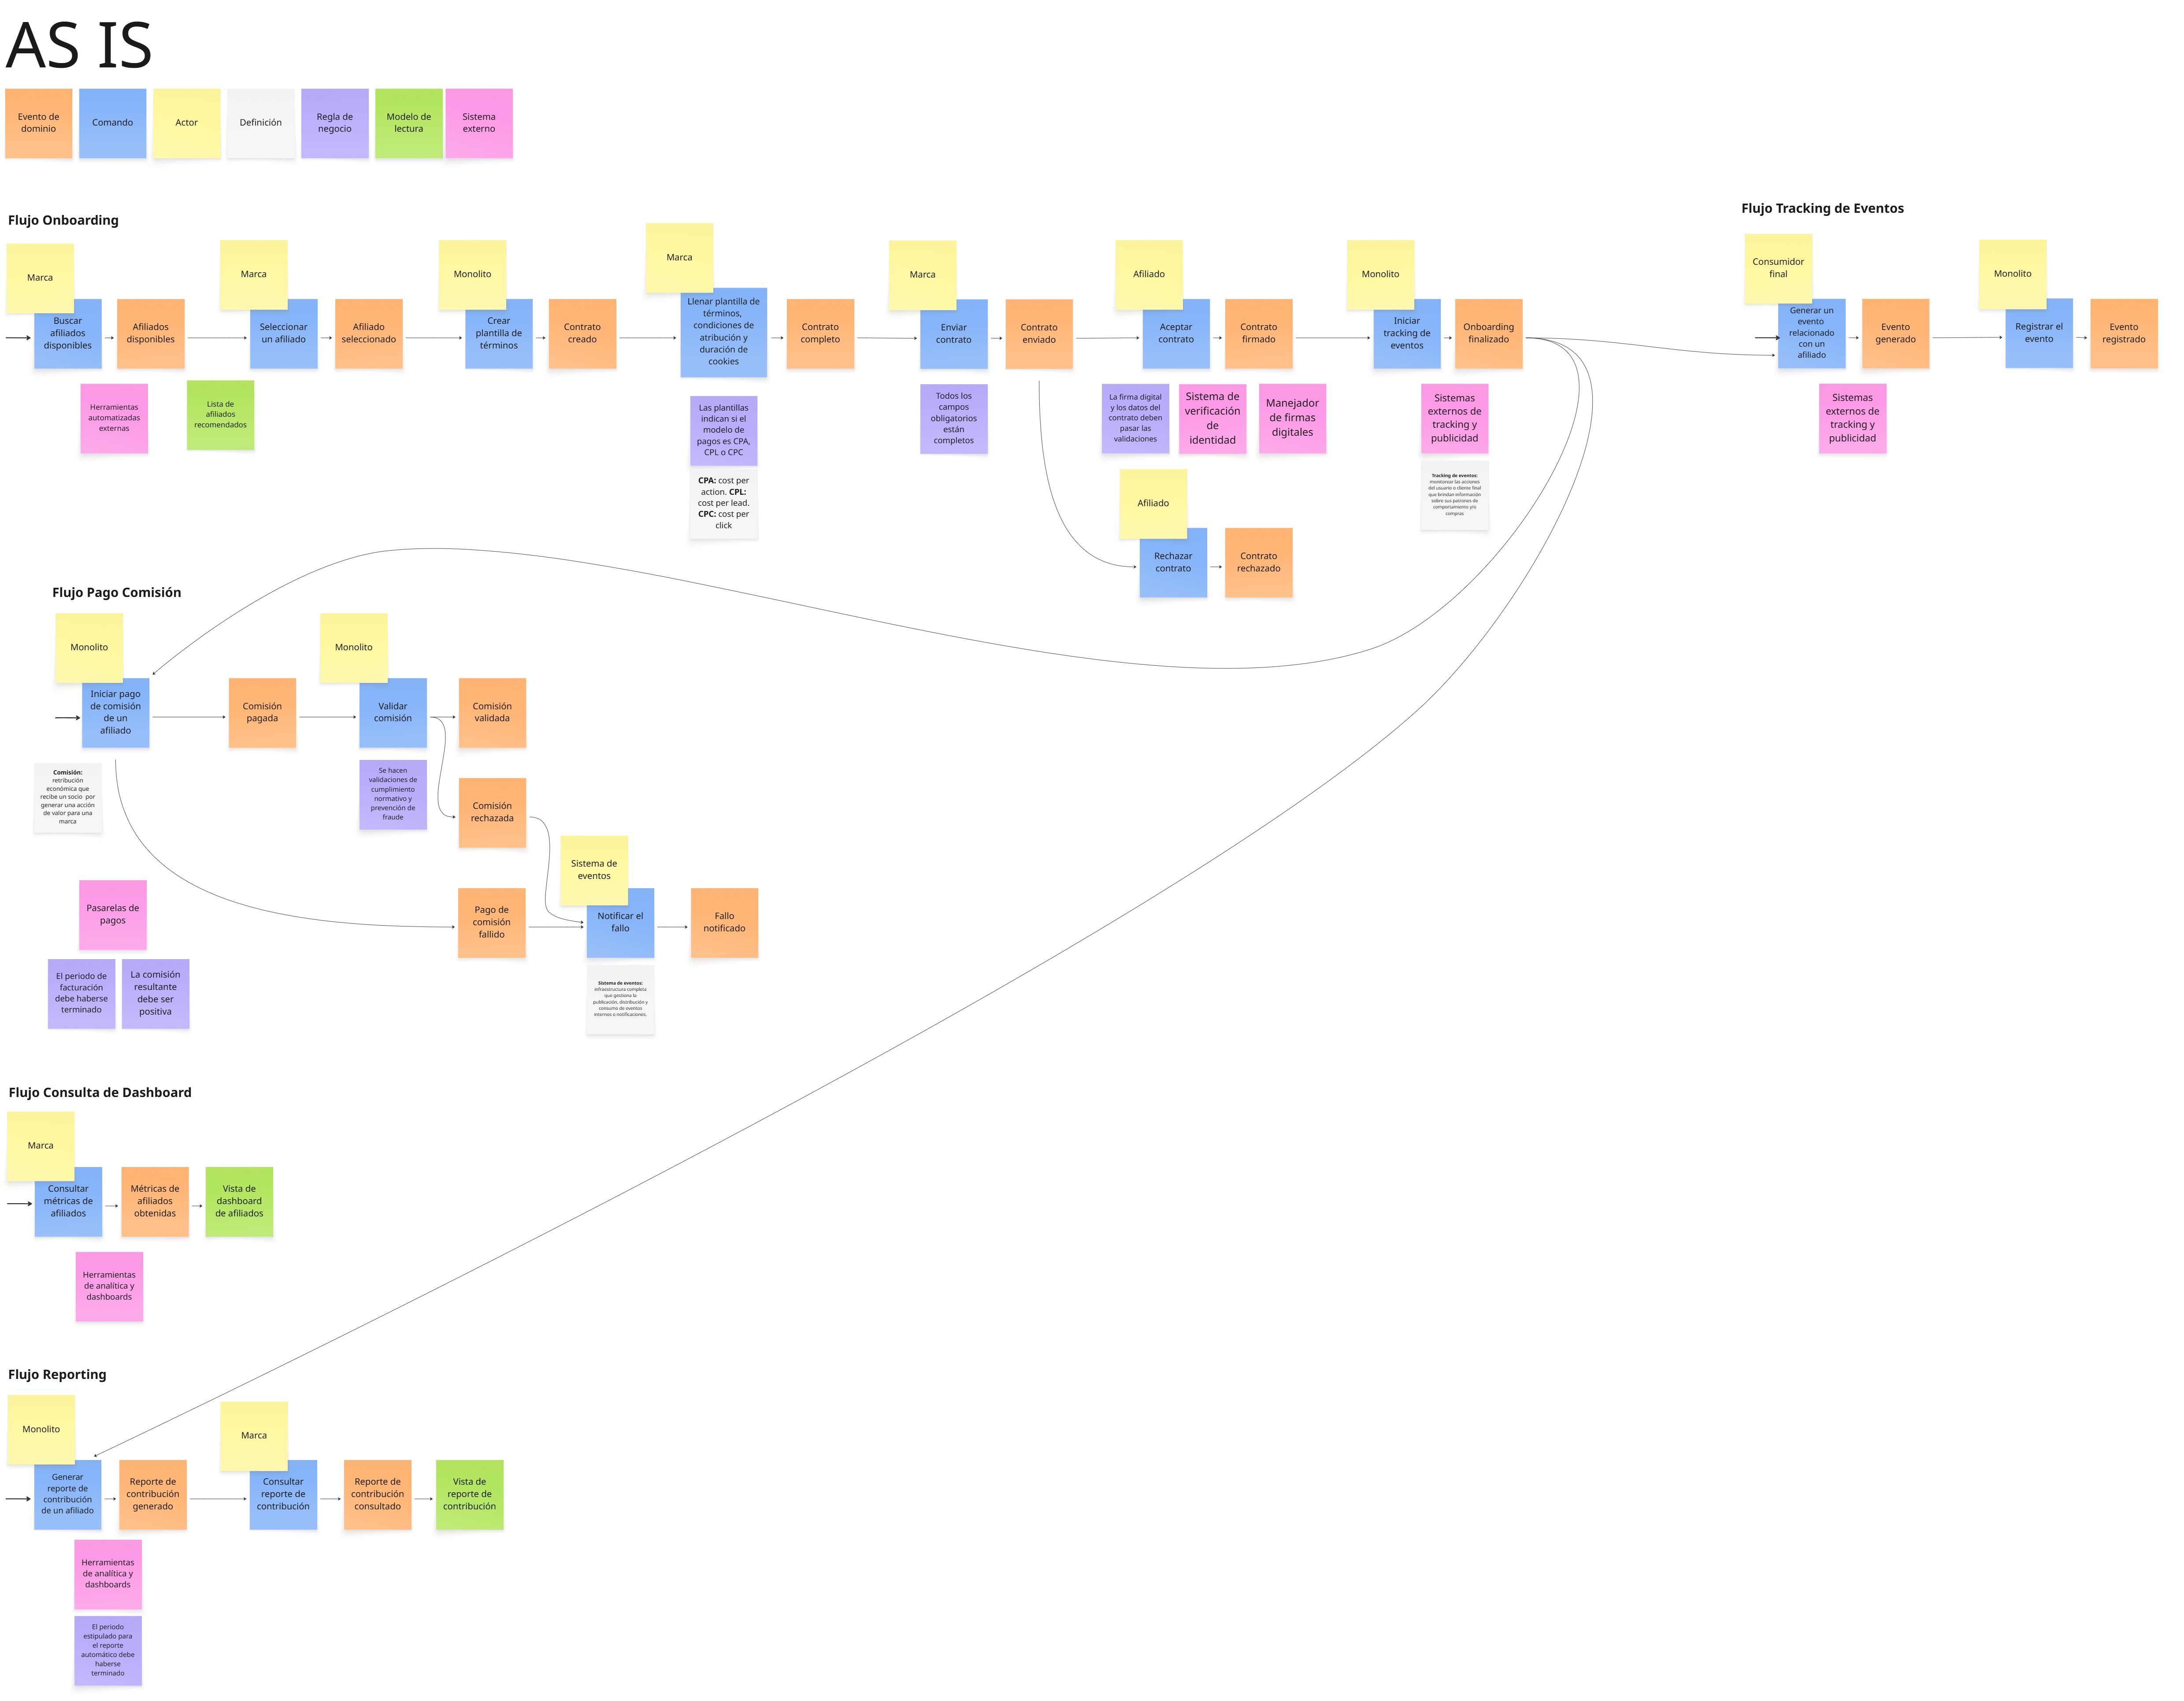 AS IS
Evento de
dominio
Comando
Actor
Definición
Regla de
negocio
Modelo de
lectura
Sistema
externo
Flujo Onboarding
Marca
Buscar
afiliados
disponibles
Afiliados
disponibles
Herramientas
automatizadas
externas
Lista de
afiliados
recomendados
Marca
Seleccionar
un afiliado
Afiliado
seleccionado
Monolito
Crear
plantilla de
términos
Contrato
creado
Marca
Llenar plantilla de
términos,
condiciones de
atribución y
duración de
cookies
Contrato
completo
Las plantillas
indican si el
modelo de
pagos es CPA,
CPL o CPC
CPA: cost per
action. CPL:
cost per lead.
CPC: cost per
click
Marca
Enviar
contrato
Contrato
enviado
Todos los
campos
obligatorios
están
completos
Afiliado
Aceptar
contrato
Contrato
firmado
La firma digital
y los datos del
contrato deben
pasar las
validaciones
Sistema de
verificación
de
identidad
Manejador
de firmas
digitales
Afiliado
Rechazar
contrato
Contrato
rechazado
Monolito
Iniciar
tracking de
eventos
Onboarding
finalizado
Sistemas
externos de
tracking y
publicidad
Tracking de eventos:
monitorear las acciones
del usuario o cliente final
que brindan información
sobre sus patrones de
comportamiento y/o
compras
Flujo Tracking de Eventos
Consumidor
final
Generar un
evento
relacionado
con un
afiliado
Evento
generado
Sistemas
externos de
tracking y
publicidad
Monolito
Registrar el
evento
Evento
registrado
Flujo Pago Comisión
Monolito
Iniciar pago
de comisión
de un
afiliado
Comisión
pagada
Monolito
Validar
comisión
Comisión
validada
Comisión:
retribución
económica que
recibe un socio por
generar una acción
de valor para una
marca
Se hacen
validaciones de
cumplimiento
normativo y
prevención de
fraude
Comisión
rechazada
Sistema de
eventos
Pasarelas de
pagos
Pago de
comisión
fallido
Notificar el
fallo
Fallo
notificado
El periodo de
facturación
debe haberse
terminado
La comisión
resultante
debe ser
positiva
Sistema de eventos:
infraestructura completa
que gestiona la
publicación, distribución y
consumo de eventos
internos o notificaciones.
Flujo Consulta de Dashboard
Marca
Consultar
métricas de
afiliados
Métricas de
afiliados
obtenidas
Vista de
dashboard
de afiliados
Herramientas
de analítica y
dashboards
Flujo Reporting
Monolito
Generar
reporte de
contribución
de un afiliado
Reporte de
contribución
generado
Marca
Consultar
reporte de
contribución
Reporte de
contribución
consultado
Vista de
reporte de
contribución
Herramientas
de analítica y
dashboards
El periodo
estipulado para
el reporte
automático debe
haberse
terminado